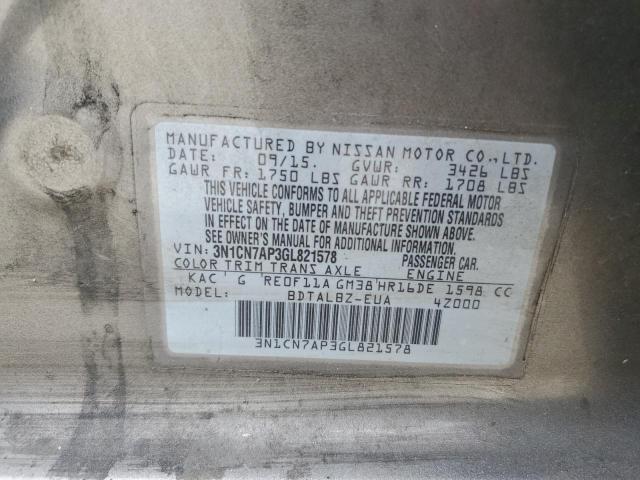 MANUFACTURED BY NISSAN MOTOR CO.,LTD.
DATE: 09/15. GVWR: 3426 LBS
GAWR FR: 1750 LBS GAWR RR: 1708 LBS
THIS VEHICLE CONFORMS TO ALL APPLICABLE FEDERAL MOTOR
VEHICLE SAFETY, BUMPER AND THEFT PREVENTION STANDARDS
IN EFFECT ON THE DATE OF MANUFACTURE SHOWN ABOVE.
SEE OWNER'S MANUAL FOR ADDITIONAL INFORMATION.
VIN: 3N1CN7AP3GL821578 PASSENGER CAR.
COLOR TRIM TRANS AXLE ENGINE
KAC G RE0F11A GM38 HR16DE 1598 CC
MODEL: BDTALBZ-EUA 4Z000
3N1CN7AP3GL821578